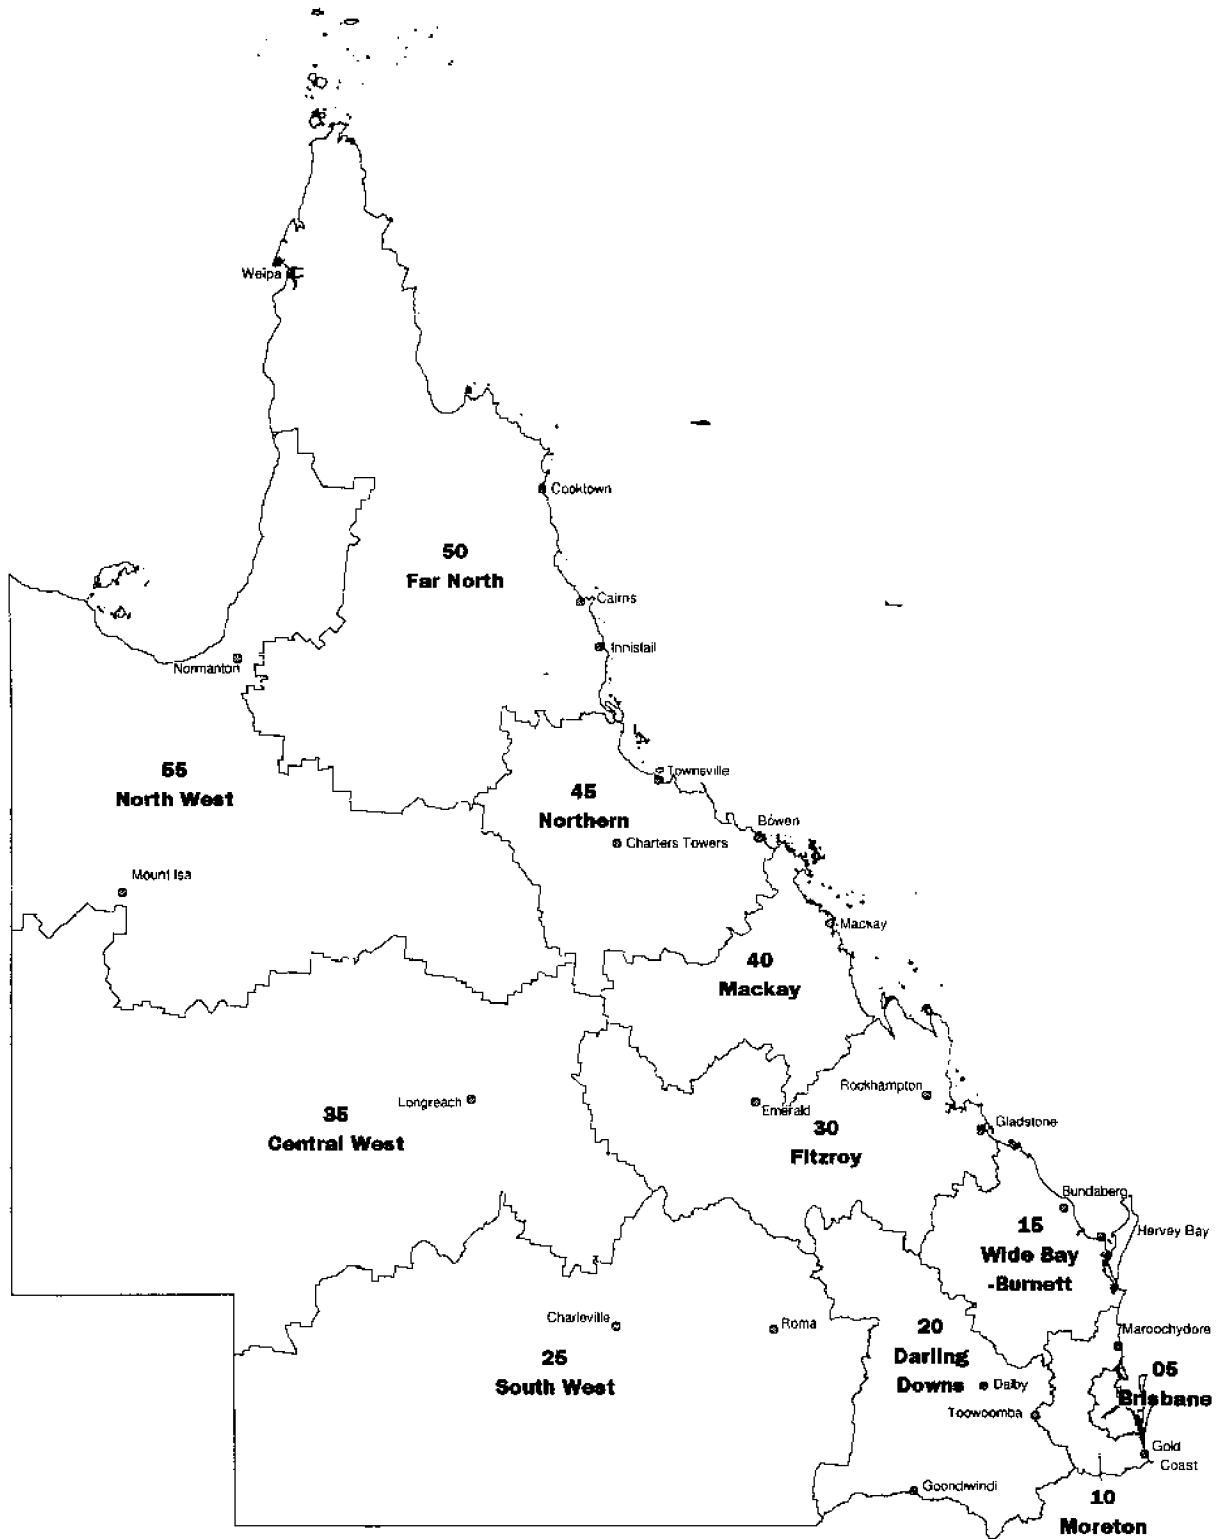 Weipa
Cooktown
50
Far North
Cairns
Innisfail
Normanton
55
North West
Townsville
45
Northern
Bowen
Charters Towers
Mount Isa
Mackay
40
Mackay
Rockhampton
Longreach
Emerald
35
Central West
30
Fitzroy
Gladstone
Bundaberg
15
Wide Bay
-Burnett
Hervey Bay
Charleville
Roma
20
Darling
Downs
Maroochydore
25
South West
05
Brisbane
Dalby
Toowoomba
Gold
Coast
Goondiwindi
10
Moreton